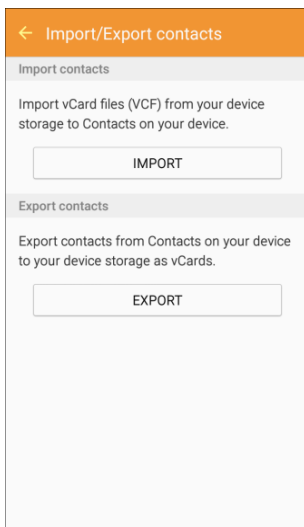 Import/Export contacts
Import contacts
Import vCard files (VCF) from your device
storage to Contacts on your device.
IMPORT
Export contacts
Export contacts from Contacts on your device
to your device storage as vCards.
EXPORT